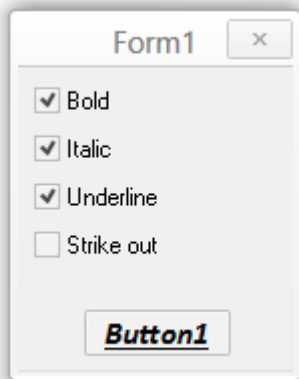 Form1
Bold
Italic
Underline
Strike out
Button1